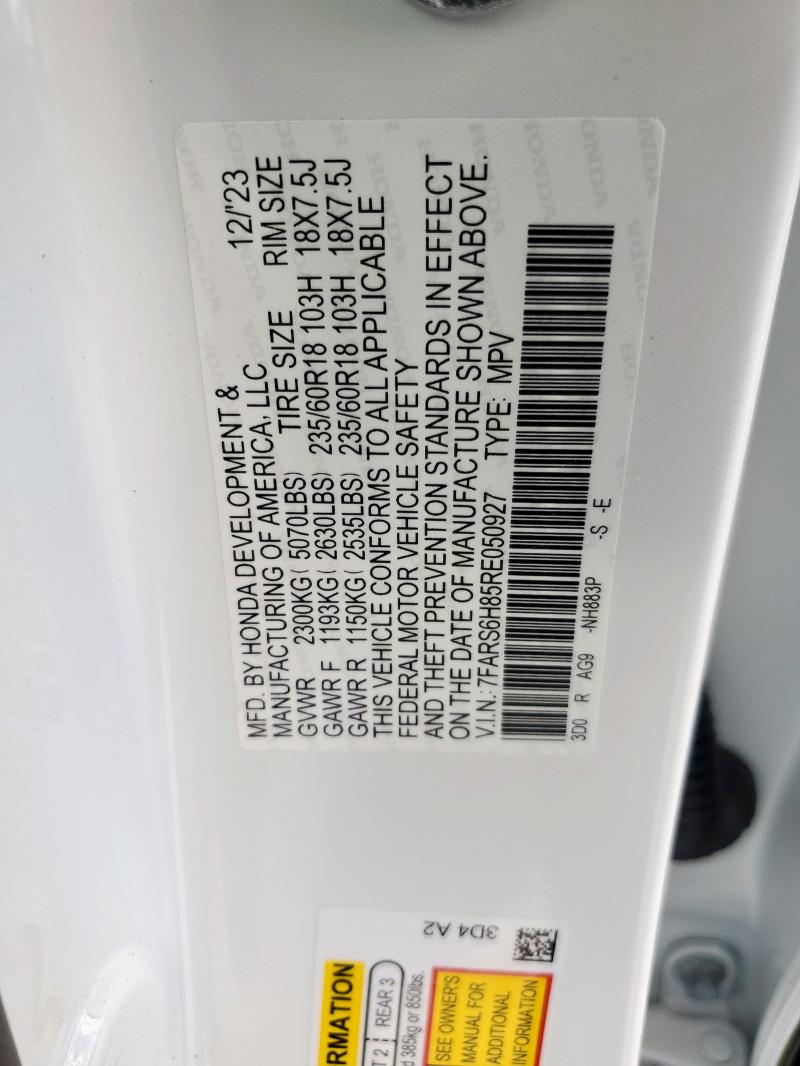 MFD. BY HONDA DEVELOPMENT &
MANUFACTURING OF AMERICA, LLC 12/'23
GVWR 2300KG( 5070LBS) TIRE SIZE RIM SIZE
GAWR F 1193KG( 2630LBS) 235/60R18 103H 18X7.5J
GAWR R 1150KG( 2535LBS) 235/60R18 103H 18X7.5J
THIS VEHICLE CONFORMS TO ALL APPLICABLE
FEDERAL MOTOR VEHICLE SAFETY
AND THEFT PREVENTION STANDARDS IN EFFECT
ON THE DATE OF MANUFACTURE SHOWN ABOVE.
V.I.N.: 7FARS6H85RE050927 TYPE: MPV
3D0 R AG9 -NH883P -S -E
3D4 A2
RMATION
T 2 REAR 3
d 385kg or 850lbs.
SEE OWNER'S
MANUAL FOR
ADDITIONAL
INFORMATION